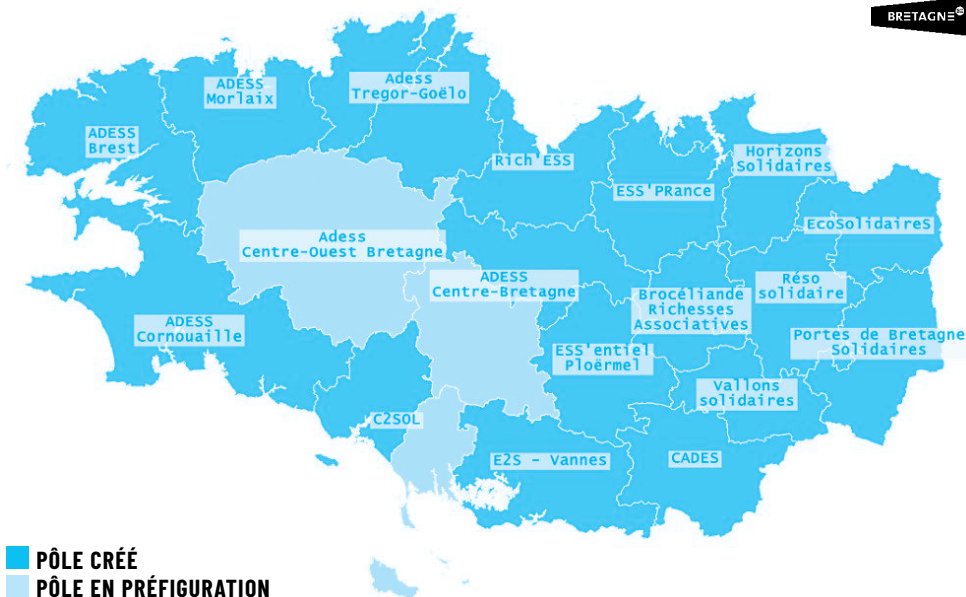 BRETAGNE
ADESS
Morlaix
Adess
Tregor-Goëlo
ADESS
Brest
Rich'ESS
Horizons
Solidaires
ESS'PRance
EcoSolidaireS
Adess
Centre-Ouest Bretagne
ADESS
Centre-Bretagne
Brocéliande
Richesses
Associatives
Réso
solidaire
ADESS
Cornouaille
Portes de Bretagne
Solidaires
ESS'entiel
Ploërmel
Vallons
solidaires
C2SOL
E2S - Vannes
CADES
PÔLE CRÉÉ
PÔLE EN PRÉFIGURATION